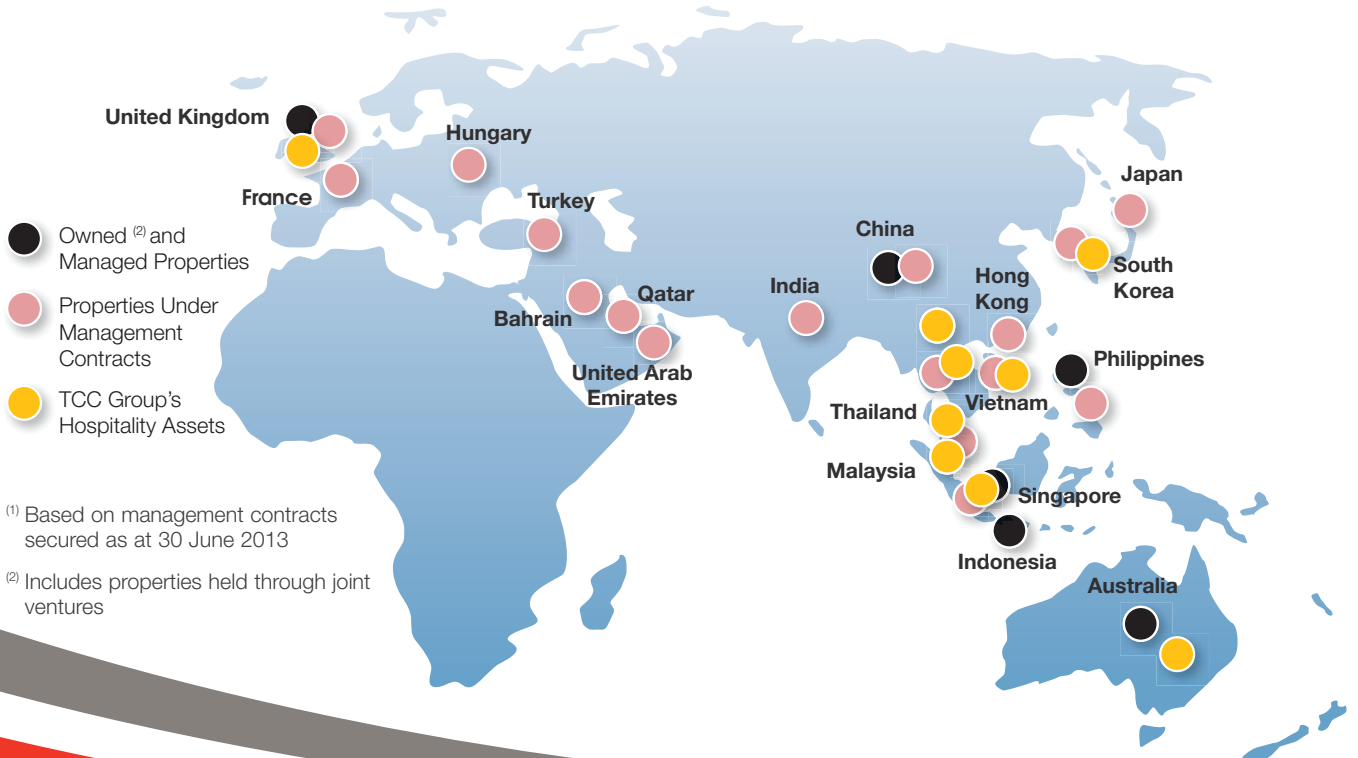 United Kingdom
Hungary
France
Turkey
Japan
China
South
Korea
Hong
Kong
India
Qatar
Bahrain
United Arab
Emirates
Philippines
Vietnam
Thailand
Malaysia
Singapore
Indonesia
Australia
Owned (2) and
Managed Properties
Properties Under
Management
Contracts
TCC Group's
Hospitality Assets
(1) Based on management contracts
secured as at 30 June 2013
(2) Includes properties held through joint
ventures